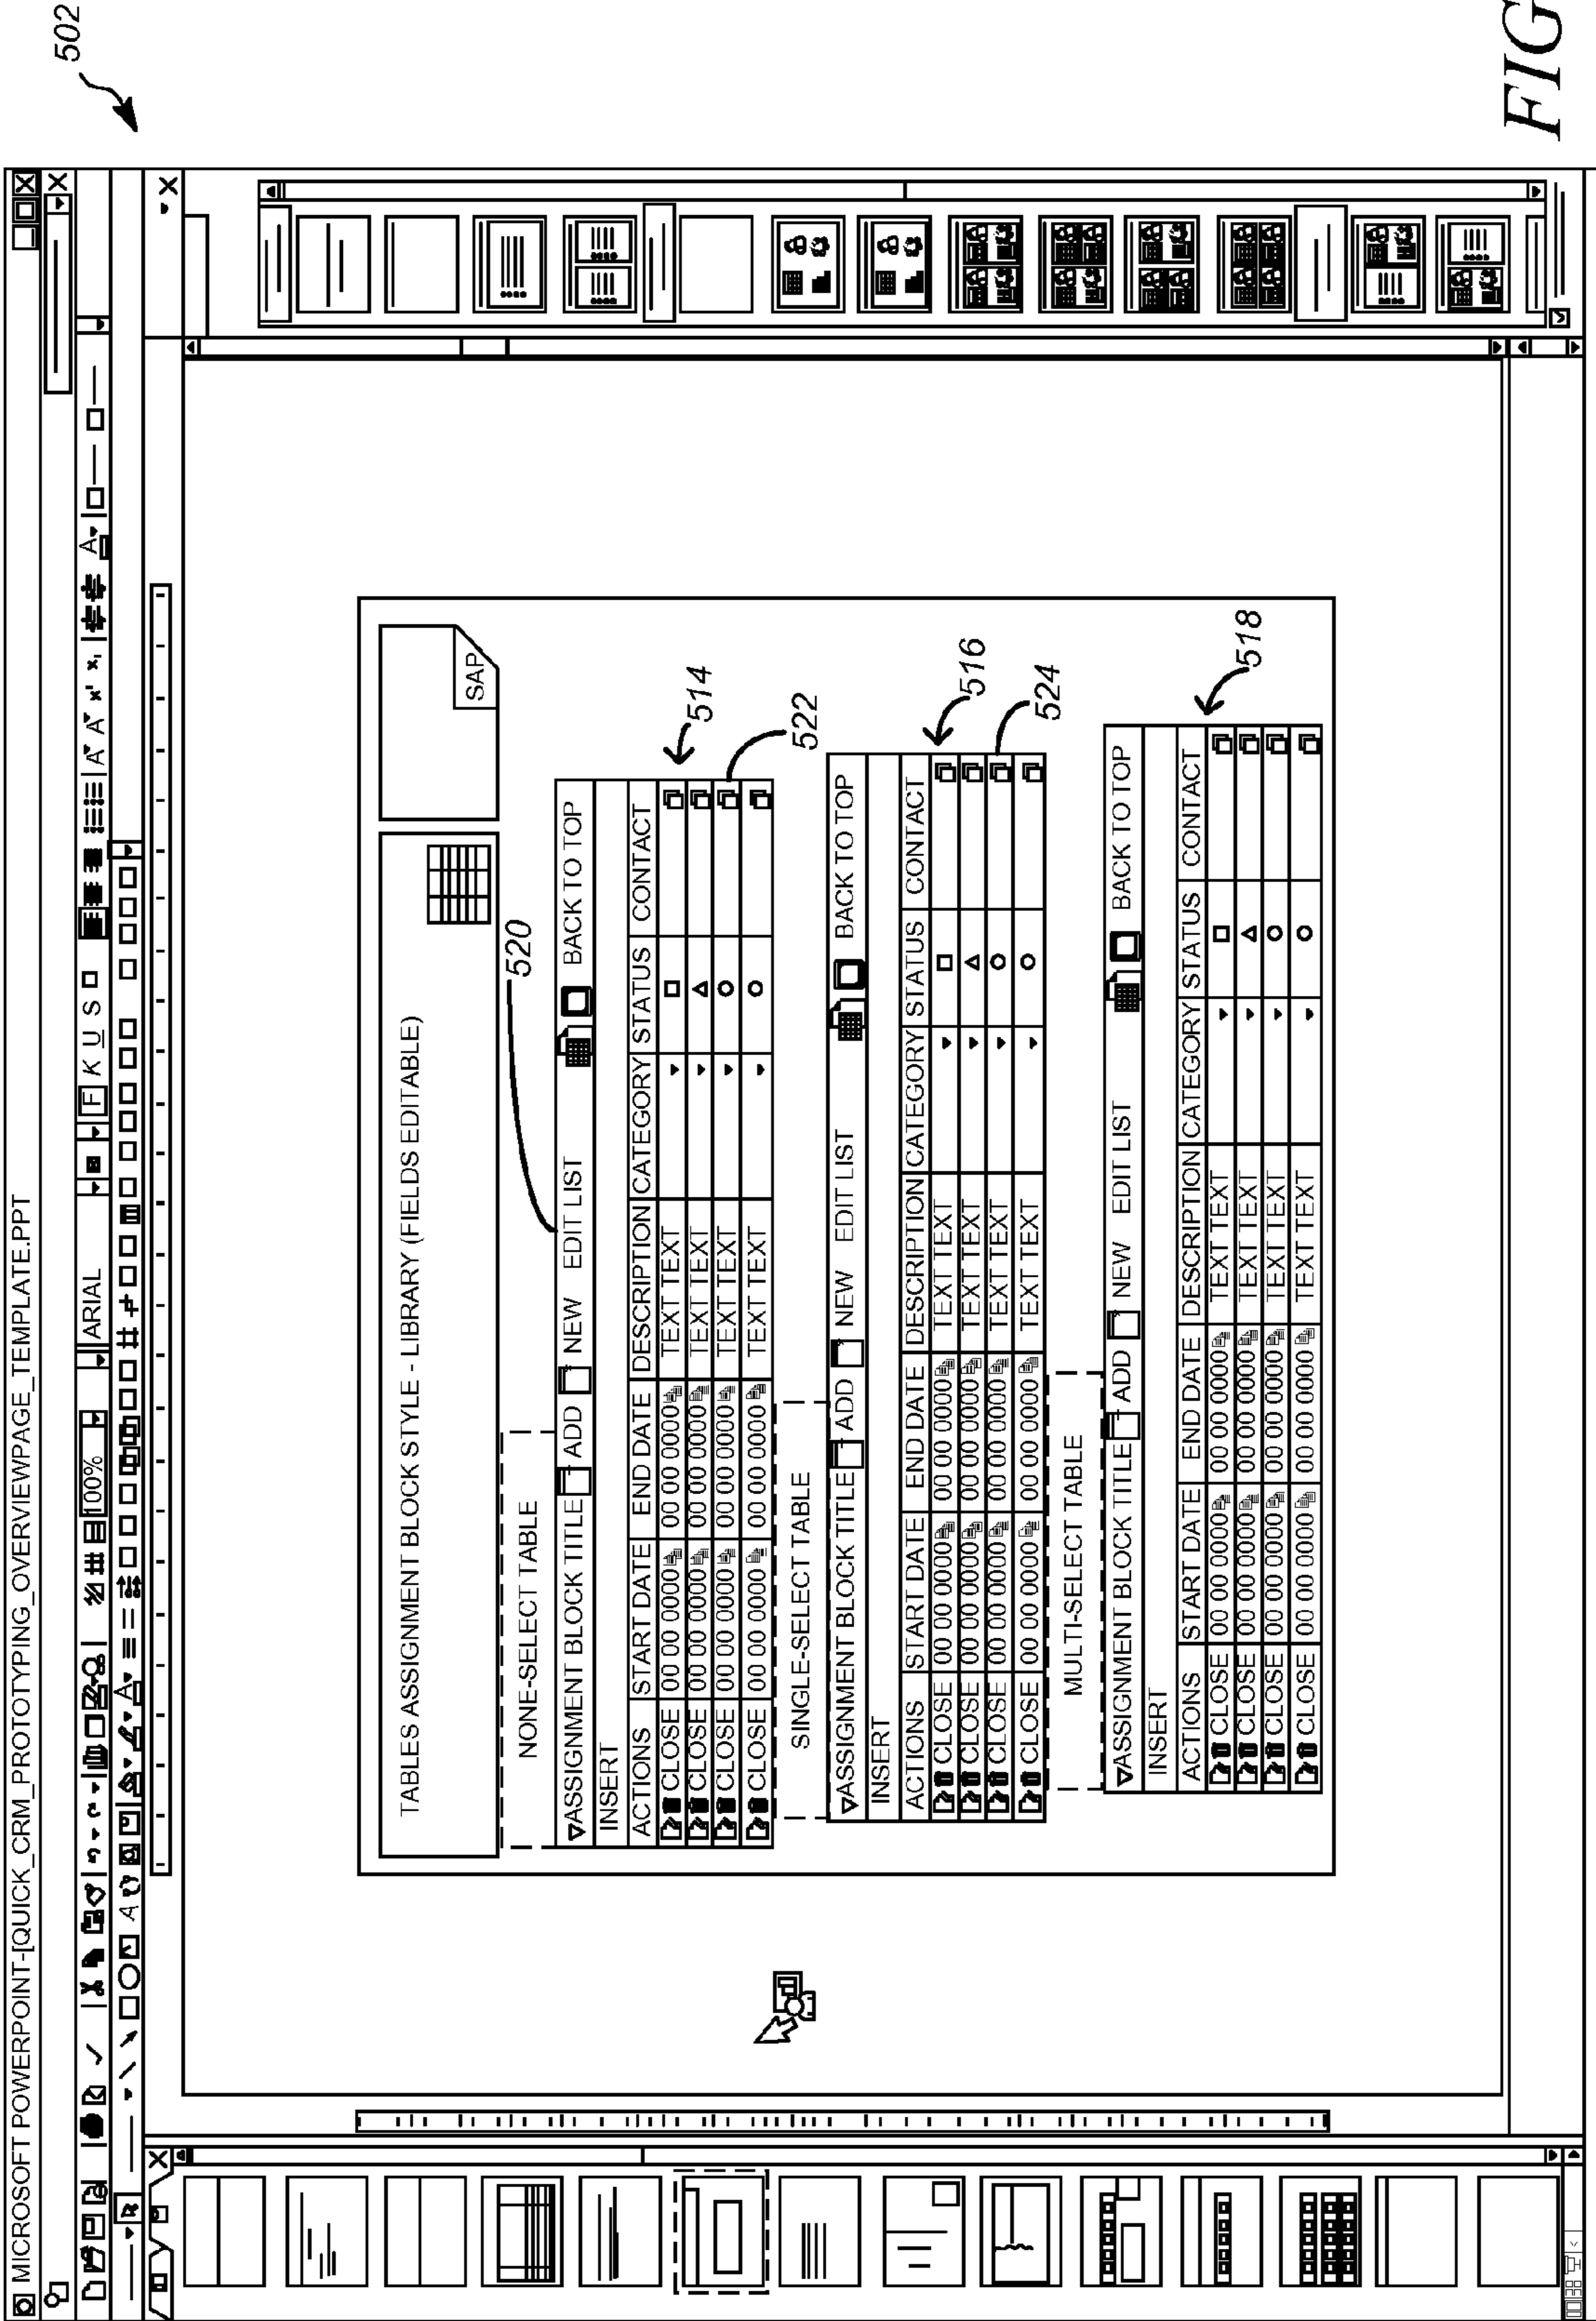 502
MICROSOFT POWERPOINT-[QUICK_CRM_PROTOTYPING_OVERVIEWPAGE_TEMPLATE.PPT
100% ARIAL F K U S
TABLES ASSIGNMENT BLOCK STYLE - LIBRARY (FIELDS EDITABLE)
SAP
520
NONE-SELECT TABLE
ASSIGNMENT BLOCK TITLE ADD NEW EDIT LIST BACK TO TOP
INSERT
ACTIONS START DATE END DATE DESCRIPTION CATEGORY STATUS CONTACT
CLOSE 00 00 0000 00 00 0000 TEXT TEXT
CLOSE 00 00 0000 00 00 0000 TEXT TEXT
CLOSE 00 00 0000 00 00 0000 TEXT TEXT
CLOSE 00 00 0000 00 00 0000 TEXT TEXT
514
522
SINGLE-SELECT TABLE
ASSIGNMENT BLOCK TITLE ADD NEW EDIT LIST BACK TO TOP
INSERT
ACTIONS START DATE END DATE DESCRIPTION CATEGORY STATUS CONTACT
CLOSE 00 00 0000 00 00 0000 TEXT TEXT
CLOSE 00 00 0000 00 00 0000 TEXT TEXT
CLOSE 00 00 0000 00 00 0000 TEXT TEXT
CLOSE 00 00 0000 00 00 0000 TEXT TEXT
516
524
MULTI-SELECT TABLE
ASSIGNMENT BLOCK TITLE ADD NEW EDIT LIST BACK TO TOP
INSERT
ACTIONS START DATE END DATE DESCRIPTION CATEGORY STATUS CONTACT
CLOSE 00 00 0000 00 00 0000 TEXT TEXT
CLOSE 00 00 0000 00 00 0000 TEXT TEXT
CLOSE 00 00 0000 00 00 0000 TEXT TEXT
CLOSE 00 00 0000 00 00 0000 TEXT TEXT
518
FIG